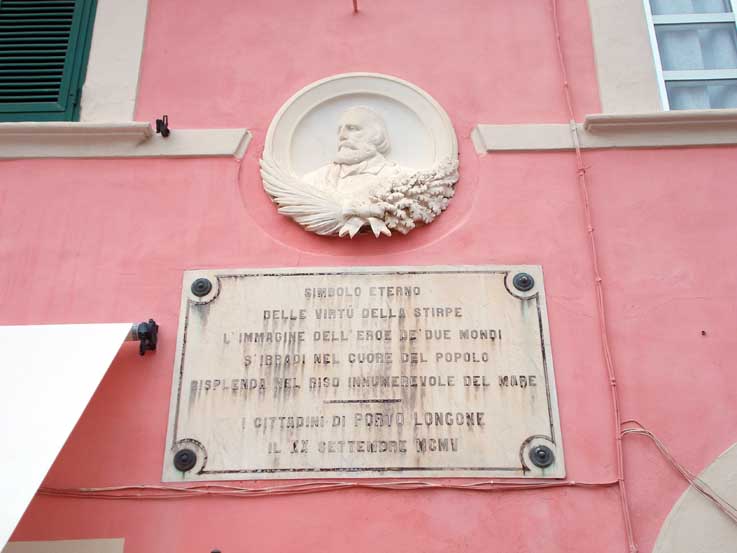 SIMBOLO ETERNO
DELLE VIRTÙ DELLA STIRPE
L'IMMAGINE DELL'EROE DE' DUE MONDI
S'IRRADI NEL CUORE DEL POPOLO
RISPLENDA NEL RISO INNUMEREVOLE DEL MARE
I CITTADINI DI PORTO LONGONE
IL XX SETTEMBRE MCMV